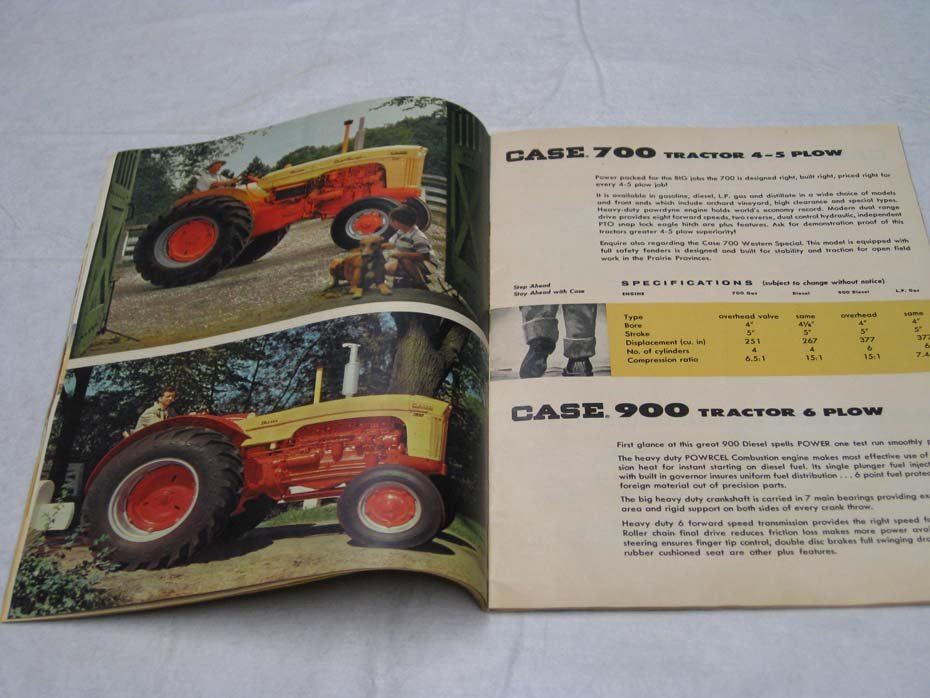 CASE. 700 TRACTOR 4-5 PLOW
Power packed for the BIG jobs the 700 is designed right, built right, priced right for
every 4-5 plow job!
It is available in gasoline, diesel, L.P. gas and distillate in a wide choice of models
and front ends which include orchard vineyard, high clearance and special types.
Heavy-duty powrdyne engine holds world's economy record. Modern dual range
drive provides eight forward speeds, two reverse, dual control hydraulic, independent
PTO snap lock eagle hitch are plus features. Ask for demonstration proof of this
tractors greater 4-5 plow superiority!
Enquire also regarding the Case 700 Western Special. This model is equipped with
full safety fenders is designed and built for stability and traction for open field
work in the Prairie Provinces.
Step Ahead
Stay Ahead with Case
SPECIFICATIONS (subject to change without notice)
ENGINE 700 Gas Diesel 900 Diesel L.P. Gas
Type overhead valve same overhead same
Bore 4" 4⅛" 4" 4"
Stroke 5" 5" 5" 5"
Displacement (cu. in) 251 267 377 377
No. of cylinders 4 4 6 6
Compression ratio 6.5:1 15:1 15:1 7.4
CASE. 900 TRACTOR 6 PLOW
First glance at this great 900 Diesel spells POWER one test run smoothly
The heavy duty POWRCEL Combustion engine makes most effective use of
sion heat for instant starting on diesel fuel. Its single plunger fuel inject
with built in governor insures uniform fuel distribution . . . 6 point fuel protec
foreign material out of precision parts.
The big heavy duty crankshaft is carried in 7 main bearings providing ex
area and rigid support on both sides of every crank throw.
Heavy duty 6 forward speed transmission provides the right speed f
Roller chain final drive reduces friction loss makes more power avai
steering ensures finger tip control, double disc brakes full swinging dra
rubber cushioned seat are other plus features.